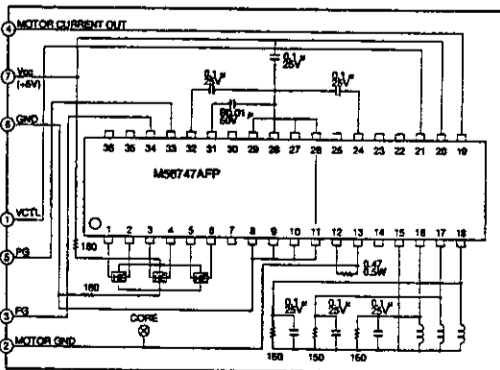 4 MOTOR CURRENT OUT
0.1µ
25V
7 Vcc
(+5V)
0.1µ
25V
0.1µ
25V
50V
6 GND
36 35 34 33 32 31 30 29 28 27 26 25 24 23 22 21 20 19
M56747AFP
1 VCTL
1 2 3 4 5 6 7 8 9 10 11 12 13 14 15 16 17 18
5 PG
180
0.47
0.5W
160
3 FG
CORE
0.1µ
25V
0.1µ
25V
0.1µ
25V
2 MOTOR GND
150
150
150